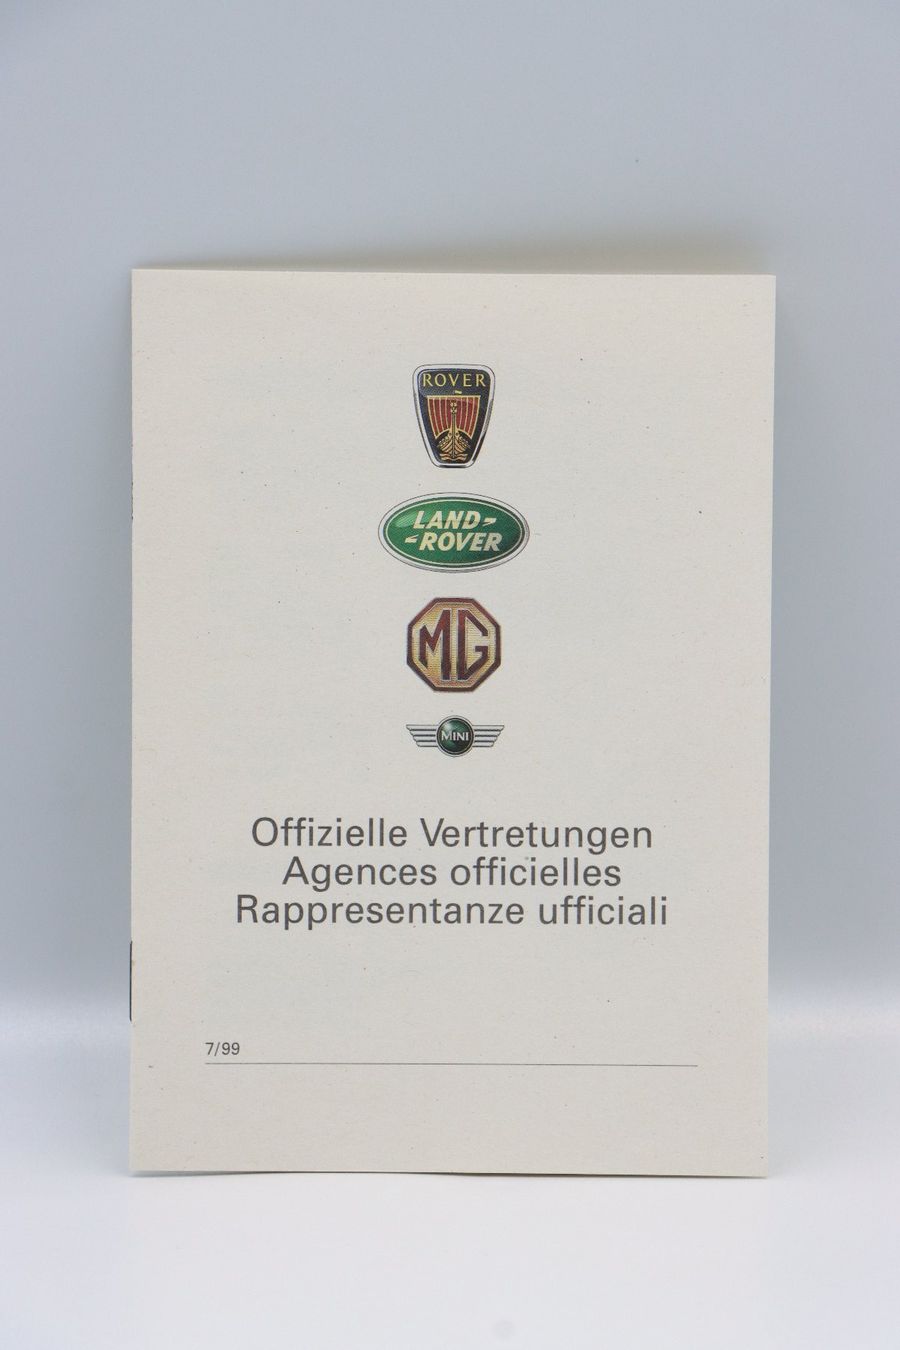 ROVER
LAND-
-ROVER
MG
MINI
Offizielle Vertretungen
Agences officielles
Rappresentanze ufficiali
7/99